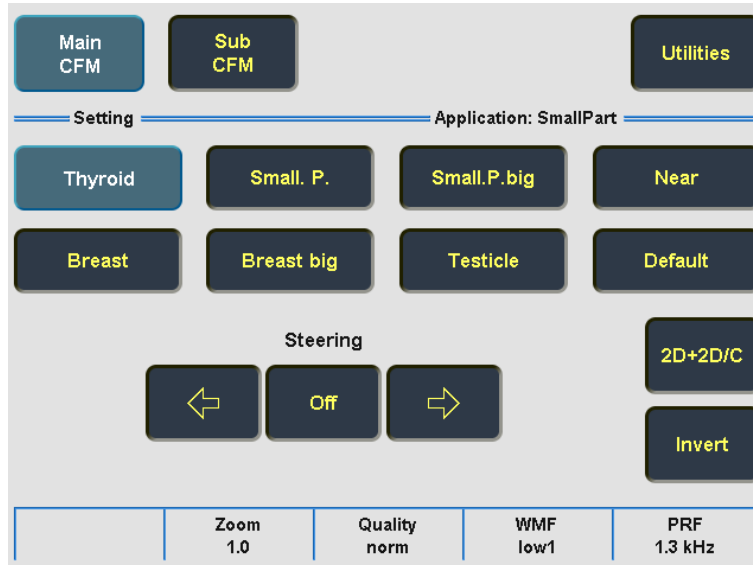 Main
CFM
Sub
CFM
Utilities
Setting
Application: SmallPart
Thyroid
Small. P.
Small.P.big
Near
Breast
Breast big
Testicle
Default
Steering
Off
2D+2D/C
Invert
Zoom
1.0
Quality
norm
WMF
low1
PRF
1.3 kHz